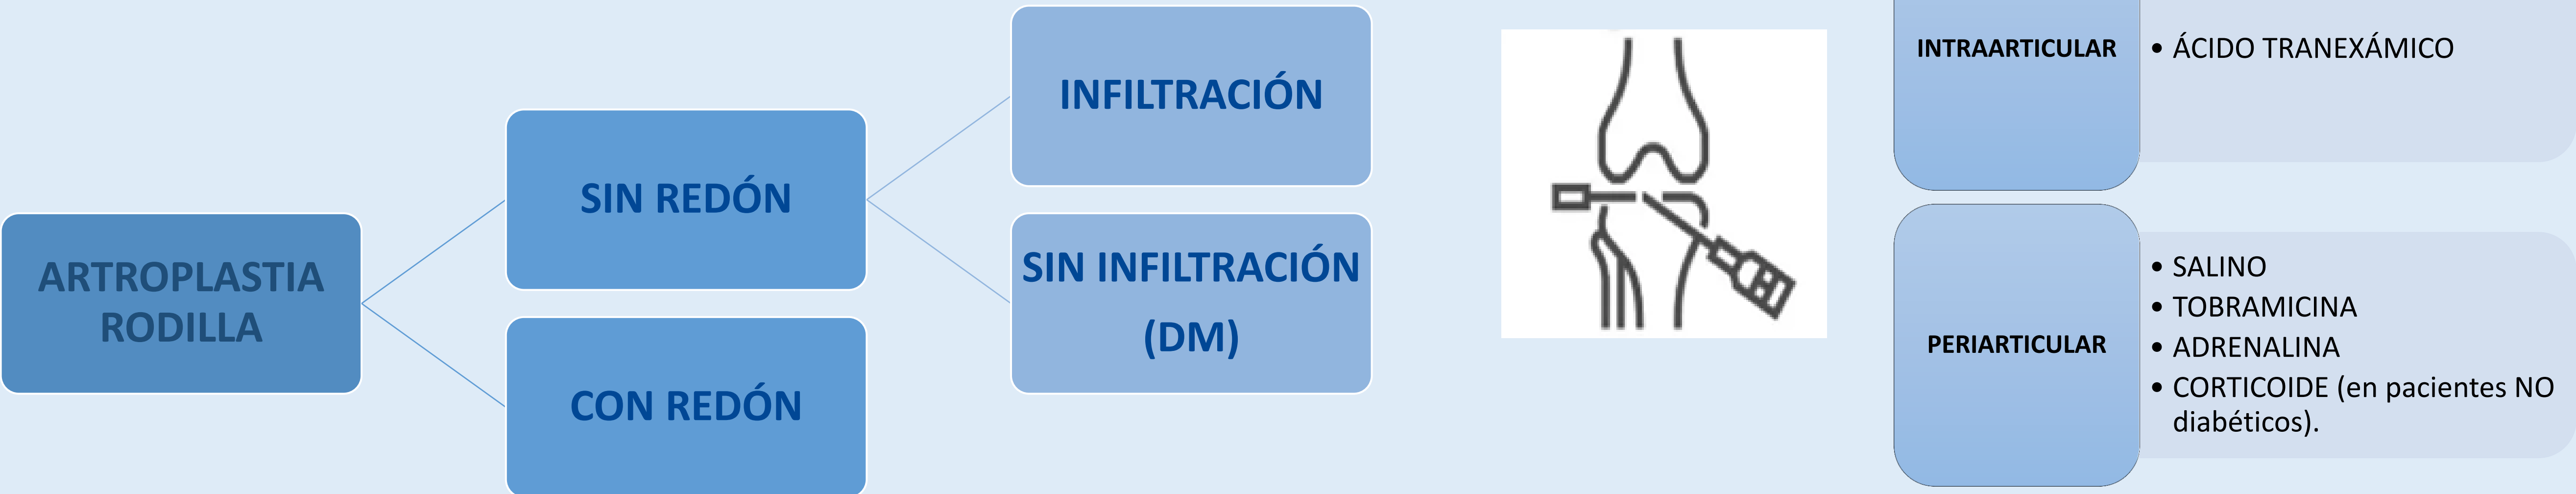 ARTROPLASTIA
RODILLA
SIN REDÓN
CON REDÓN
INFILTRACIÓN
SIN INFILTRACIÓN
(DM)
INTRAARTICULAR
• ÁCIDO TRANEXÁMICO
PERIARTICULAR
• SALINO
• TOBRAMICINA
• ADRENALINA
• CORTICOIDE (en pacientes NO
diabéticos).